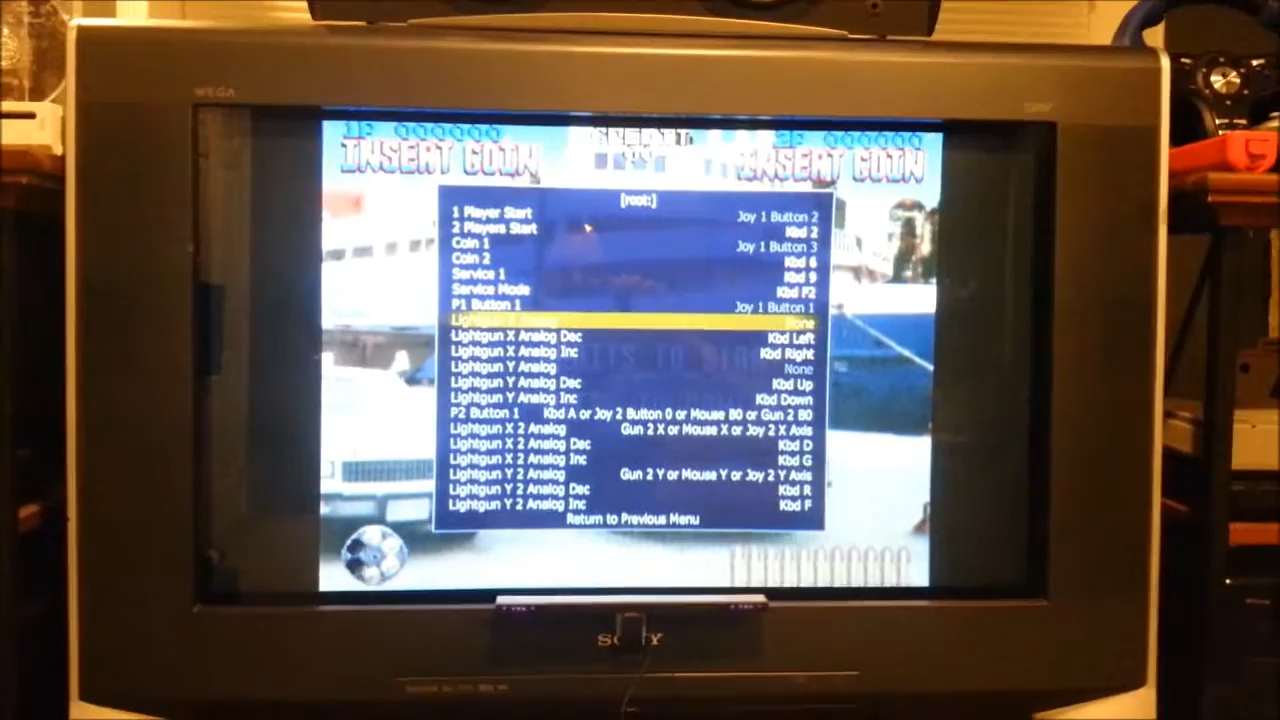 WEGA
1P 000000
CREDIT
2P 000000
INSERT COIN
INSERT COIN
[root:]
1 Player Start Joy 1 Button 2
2 Players Start Kbd 2
Coin 1 Joy 1 Button 3
Coin 2 Kbd 6
Service 1 Kbd 9
Service Mode Kbd F2
P1 Button 1 Joy 1 Button 1
None
Lightgun X Analog Dec Kbd Left
Lightgun X Analog Inc Kbd Right
Lightgun Y Analog None
Lightgun Y Analog Dec Kbd Up
Lightgun Y Analog Inc Kbd Down
P2 Button 1 Kbd A or Joy 2 Button 0 or Mouse B0 or Gun 2 B0
Lightgun X 2 Analog Gun 2 X or Mouse X or Joy 2 X Axis
Lightgun X 2 Analog Dec Kbd D
Lightgun X 2 Analog Inc Kbd G
Lightgun Y 2 Analog Gun 2 Y or Mouse Y or Joy 2 Y Axis
Lightgun Y 2 Analog Dec Kbd R
Lightgun Y 2 Analog Inc Kbd F
Return to Previous Menu
SONY